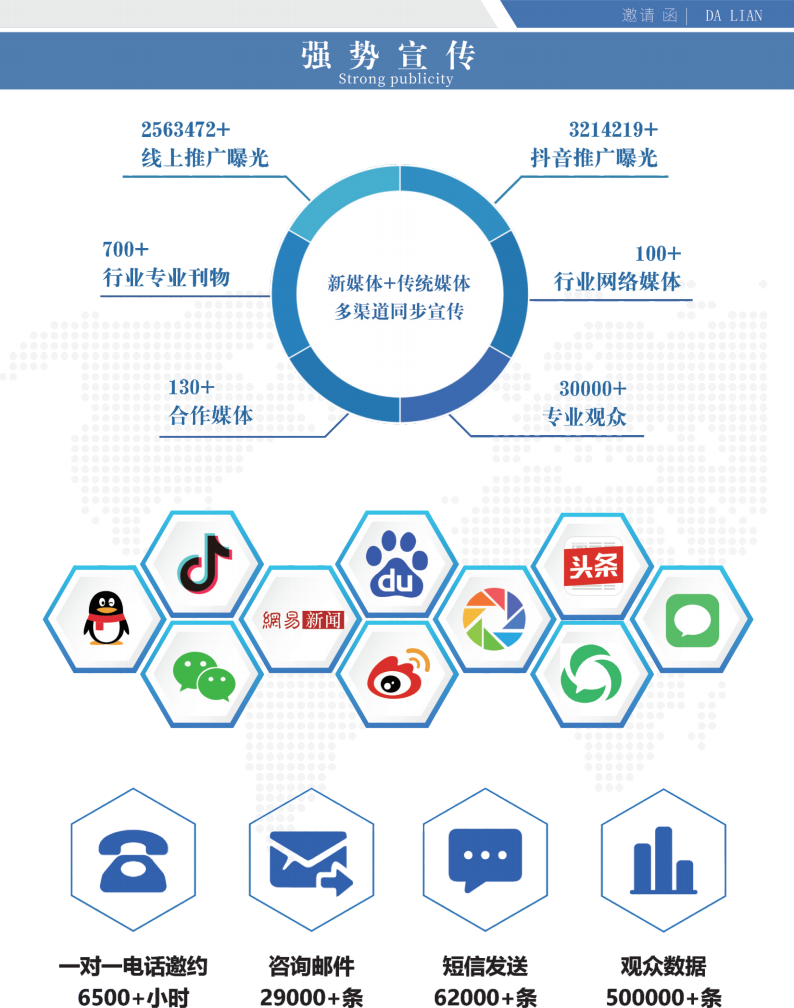 邀请 函| DA LIAN
强势宣传
Strong publicity
2563472+
线上推广曝光
3214219+
抖音推广曝光
700+
行业专业刊物
100+
行业网络媒体
新媒体+传统媒体
多渠道同步宣传
130+
合作媒体
30000+
专业观众
du
头条
網易新闻
一对一电话邀约
6500+小时
咨询邮件
29000+条
短信发送
62000+条
观众数据
500000+条